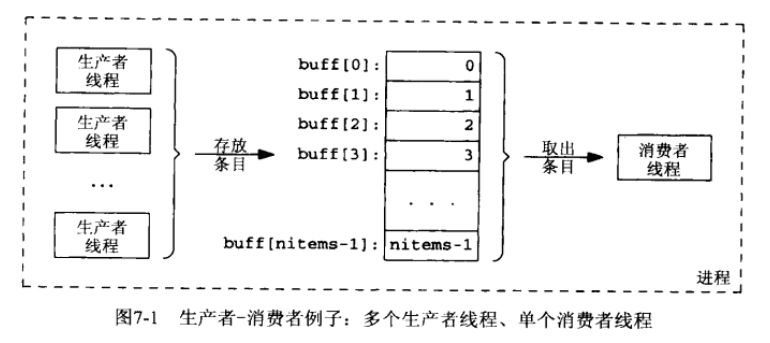 生产者
线程
生产者
线程
...
生产者
线程
存放
条目
buff[0]: 0
buff[1]: 1
buff[2]: 2
buff[3]: 3
. . .
buff[nitems-1]: nitems-1
取出
条目
消费者
线程
进程
图7-1 生产者-消费者例子：多个生产者线程、单个消费者线程